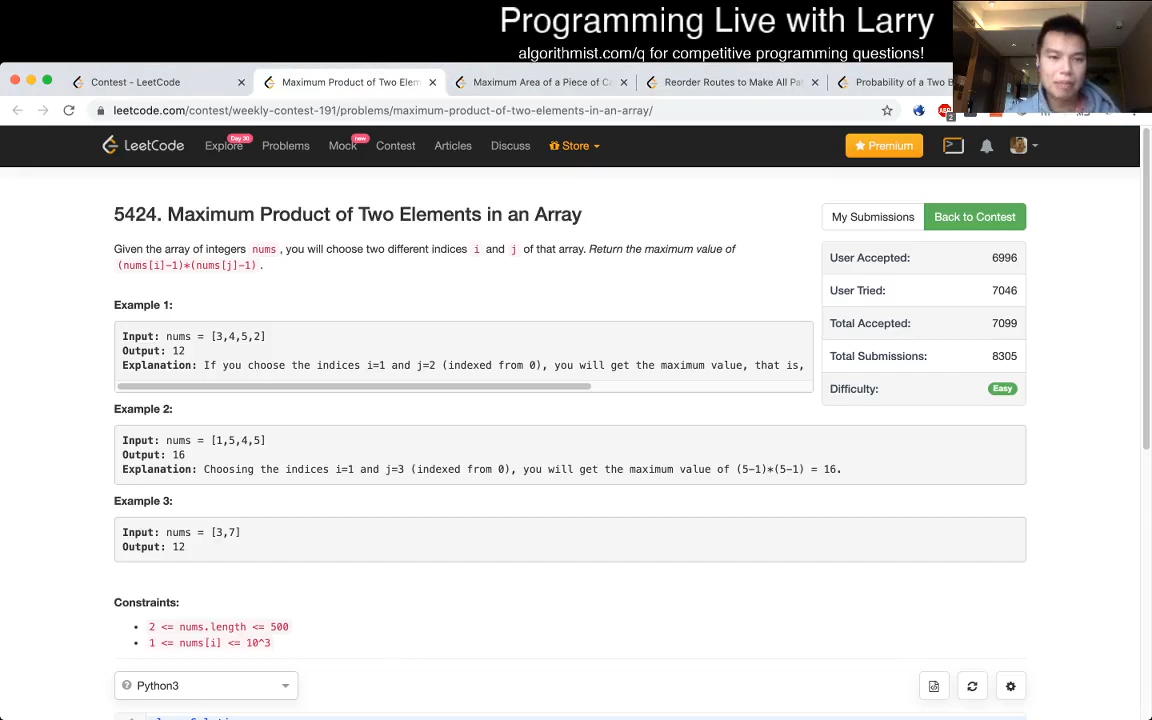 Programming Live with Larry
algorithmist.com/q for competitive programming questions!
Contest - LeetCode
Maximum Product of Two Elem
Maximum Area of a Piece of C
Reorder Routes to Make All Pa
Probability of a Two B
leetcode.com/contest/weekly-contest-191/problems/maximum-product-of-two-elements-in-an-array/
LeetCode Explore Day 30 Problems Mock new Contest Articles Discuss Store Premium
5424. Maximum Product of Two Elements in an Array
My Submissions Back to Contest
Given the array of integers nums, you will choose two different indices i and j of that array. Return the maximum value of
(nums[i]-1)*(nums[j]-1).
User Accepted: 6996
User Tried: 7046
Total Accepted: 7099
Total Submissions: 8305
Difficulty: Easy
Example 1:
Input: nums = [3,4,5,2]
Output: 12
Explanation: If you choose the indices i=1 and j=2 (indexed from 0), you will get the maximum value, that is,
Example 2:
Input: nums = [1,5,4,5]
Output: 16
Explanation: Choosing the indices i=1 and j=3 (indexed from 0), you will get the maximum value of (5-1)*(5-1) = 16.
Example 3:
Input: nums = [3,7]
Output: 12
Constraints:
2 <= nums.length <= 500
1 <= nums[i] <= 10^3
Python3